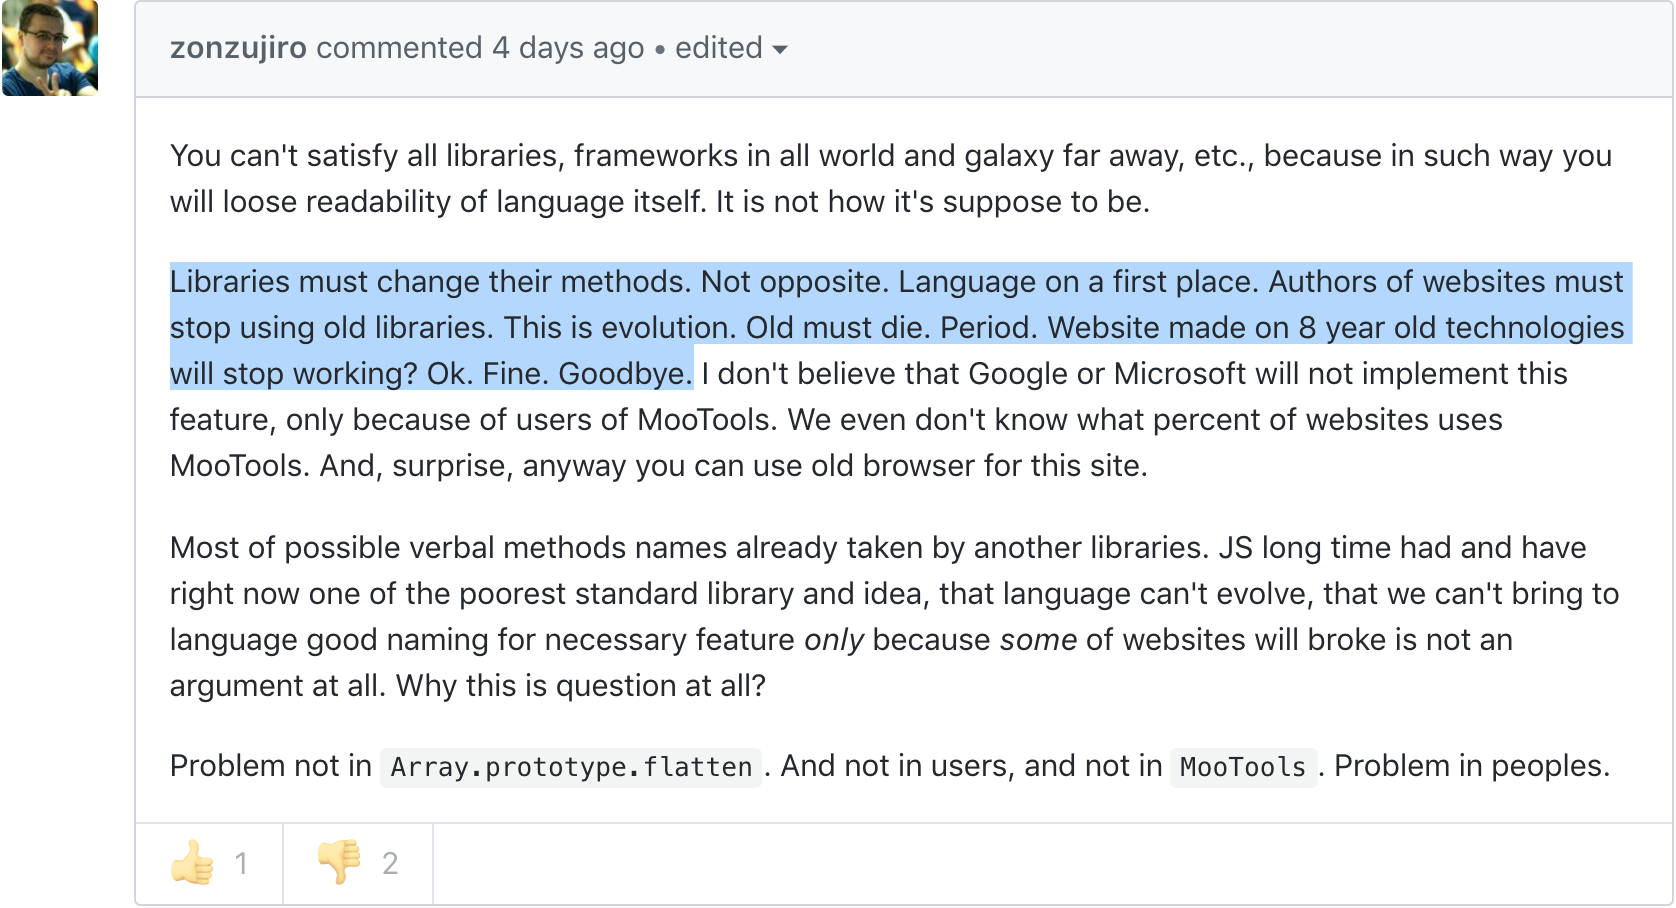 zonzujiro commented 4 days ago • edited
You can't satisfy all libraries, frameworks in all world and galaxy far away, etc., because in such way you
will loose readability of language itself. It is not how it's suppose to be.
Libraries must change their methods. Not opposite. Language on a first place. Authors of websites must
stop using old libraries. This is evolution. Old must die. Period. Website made on 8 year old technologies
will stop working? Ok. Fine. Goodbye. I don't believe that Google or Microsoft will not implement this
feature, only because of users of MooTools. We even don't know what percent of websites uses
MooTools. And, surprise, anyway you can use old browser for this site.
Most of possible verbal methods names already taken by another libraries. JS long time had and have
right now one of the poorest standard library and idea, that language can't evolve, that we can't bring to
language good naming for necessary feature only because some of websites will broke is not an
argument at all. Why this is question at all?
Problem not in Array.prototype.flatten. And not in users, and not in MooTools. Problem in peoples.
1 2